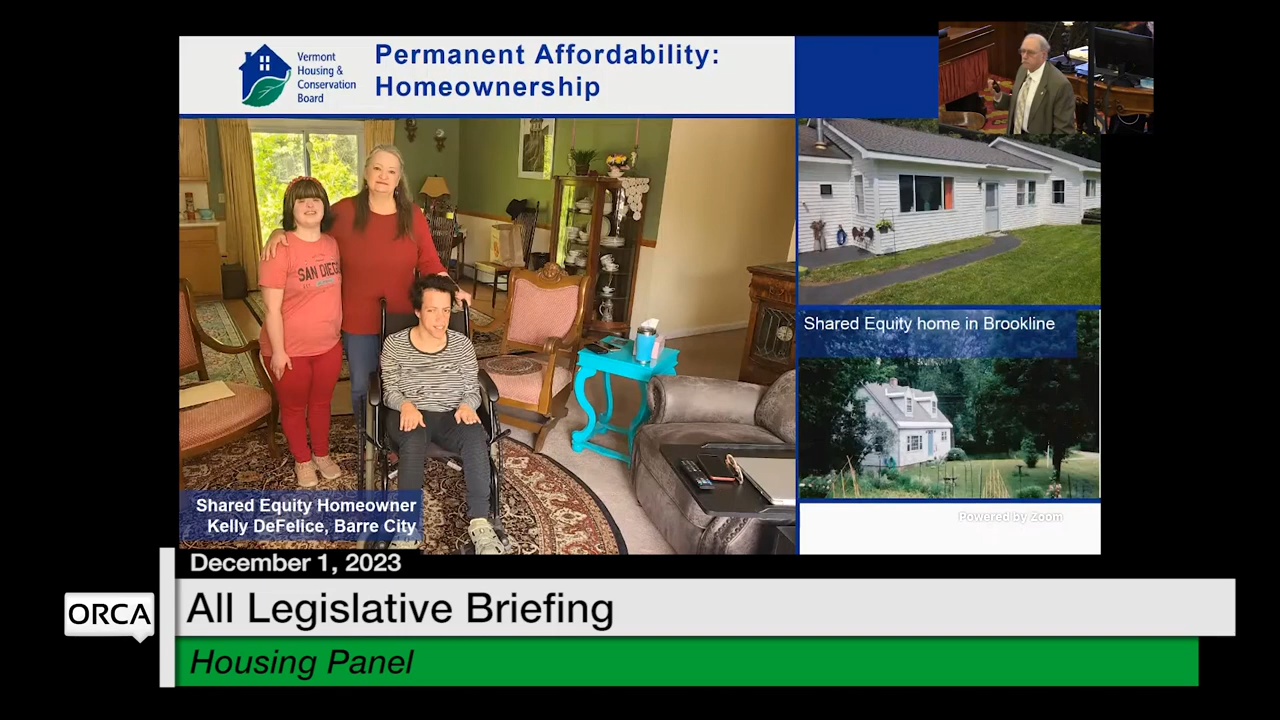 Vermont
Housing &
Conservation
Board
Permanent Affordability:
Homeownership
SAN DIEGO
Shared Equity home in Brookline
Shared Equity Homeowner
Kelly DeFelice, Barre City
Powered by Zoom
December 1, 2023
ORCA
All Legislative Briefing
Housing Panel